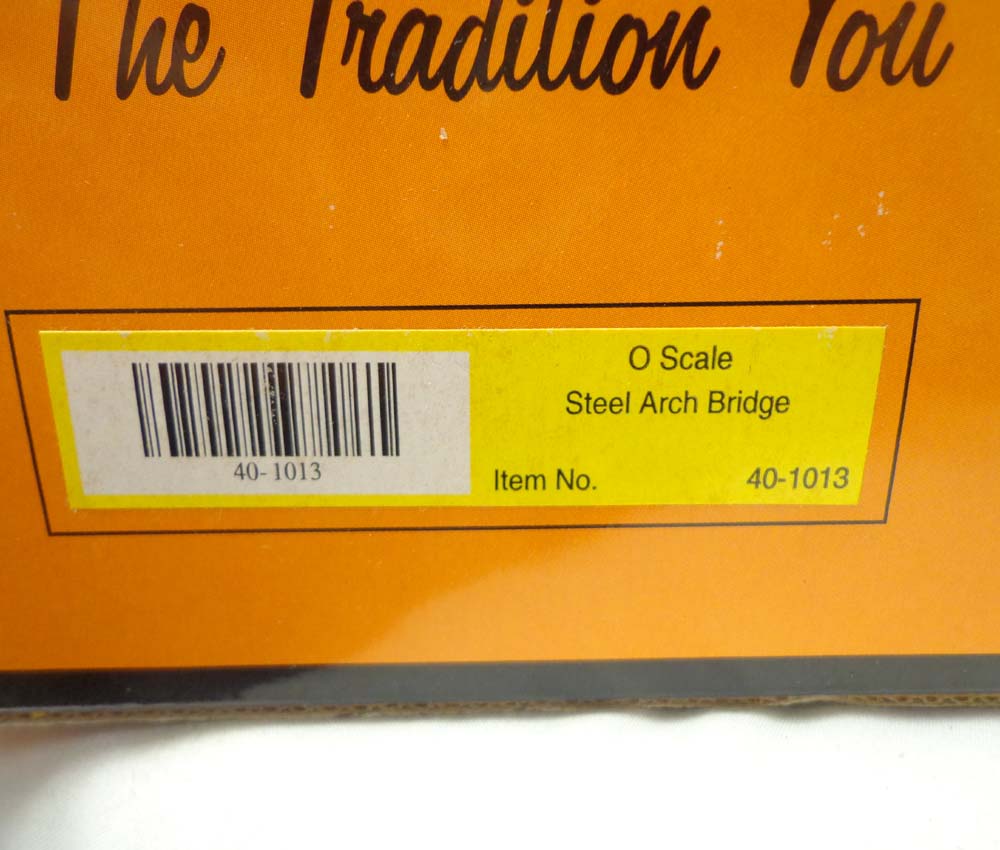 The Tradition You
O Scale
Steel Arch Bridge
40-1013
Item No. 40-1013